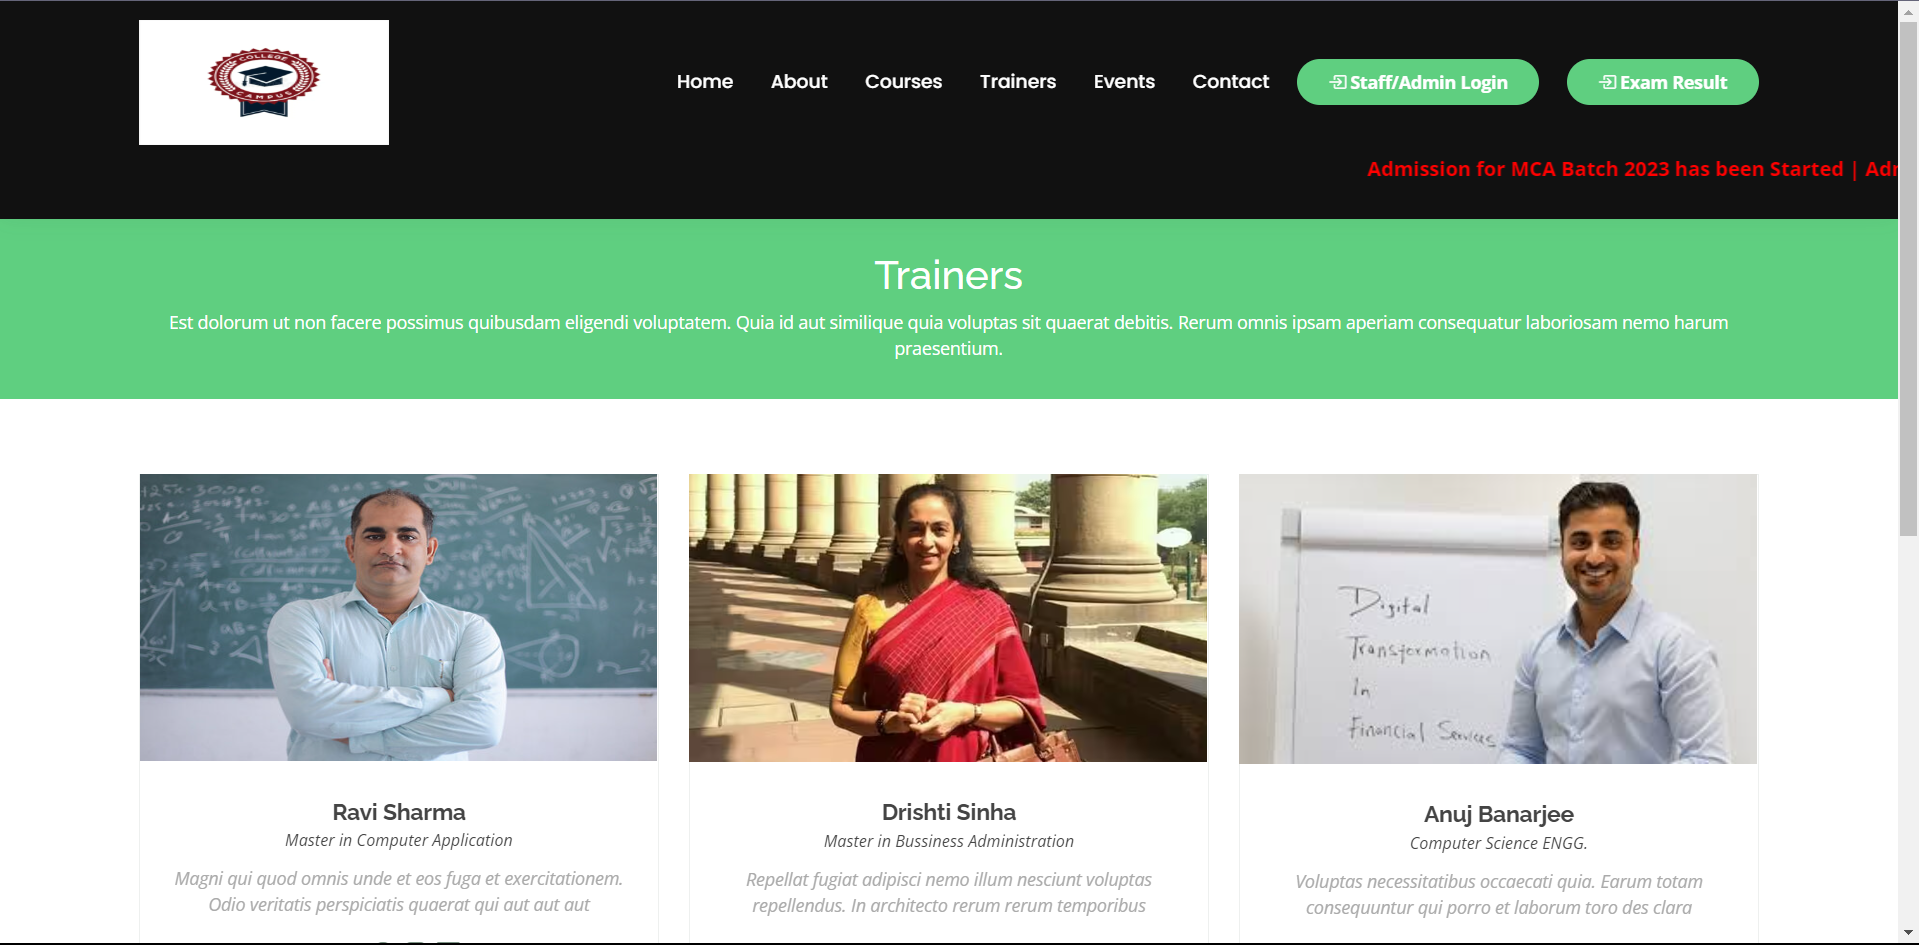 COLLEGE
CAMPUS
Home About Courses Trainers Events Contact Staff/Admin Login Exam Result
Admission for MCA Batch 2023 has been Started |
Trainers
Est dolorum ut non facere possimus quibusdam eligendi voluptatem. Quia id aut similique quia voluptas sit quaerat debitis. Rerum omnis ipsam aperiam consequatur laboriosam nemo harum
praesentium.
Digital
Transformation
In
Financial Services
Ravi Sharma
Master in Computer Application
Magni qui quod omnis unde et eos fuga et exercitationem.
Odio veritatis perspiciatis quaerat qui aut aut aut
Drishti Sinha
Master in Bussiness Administration
Repellat fugiat adipisci nemo illum nesciunt voluptas
repellendus. In architecto rerum rerum temporibus
Anuj Banarjee
Computer Science ENGG.
Voluptas necessitatibus occaecati quia. Earum totam
consequuntur qui porro et laborum toro des clara